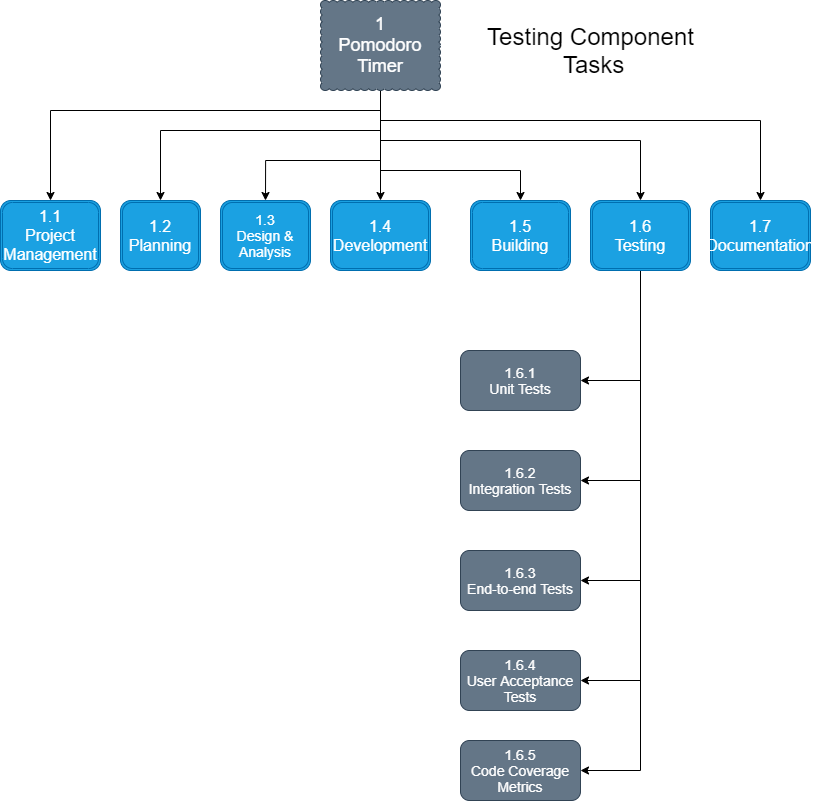 1
Pomodoro
Timer
Testing Component
Tasks
1.1
Project
Management
1.2
Planning
1.3
Design &
Analysis
1.4
Development
1.5
Building
1.6
Testing
1.7
Documentation
1.6.1
Unit Tests
1.6.2
Integration Tests
1.6.3
End-to-end Tests
1.6.4
User Acceptance
Tests
1.6.5
Code Coverage
Metrics